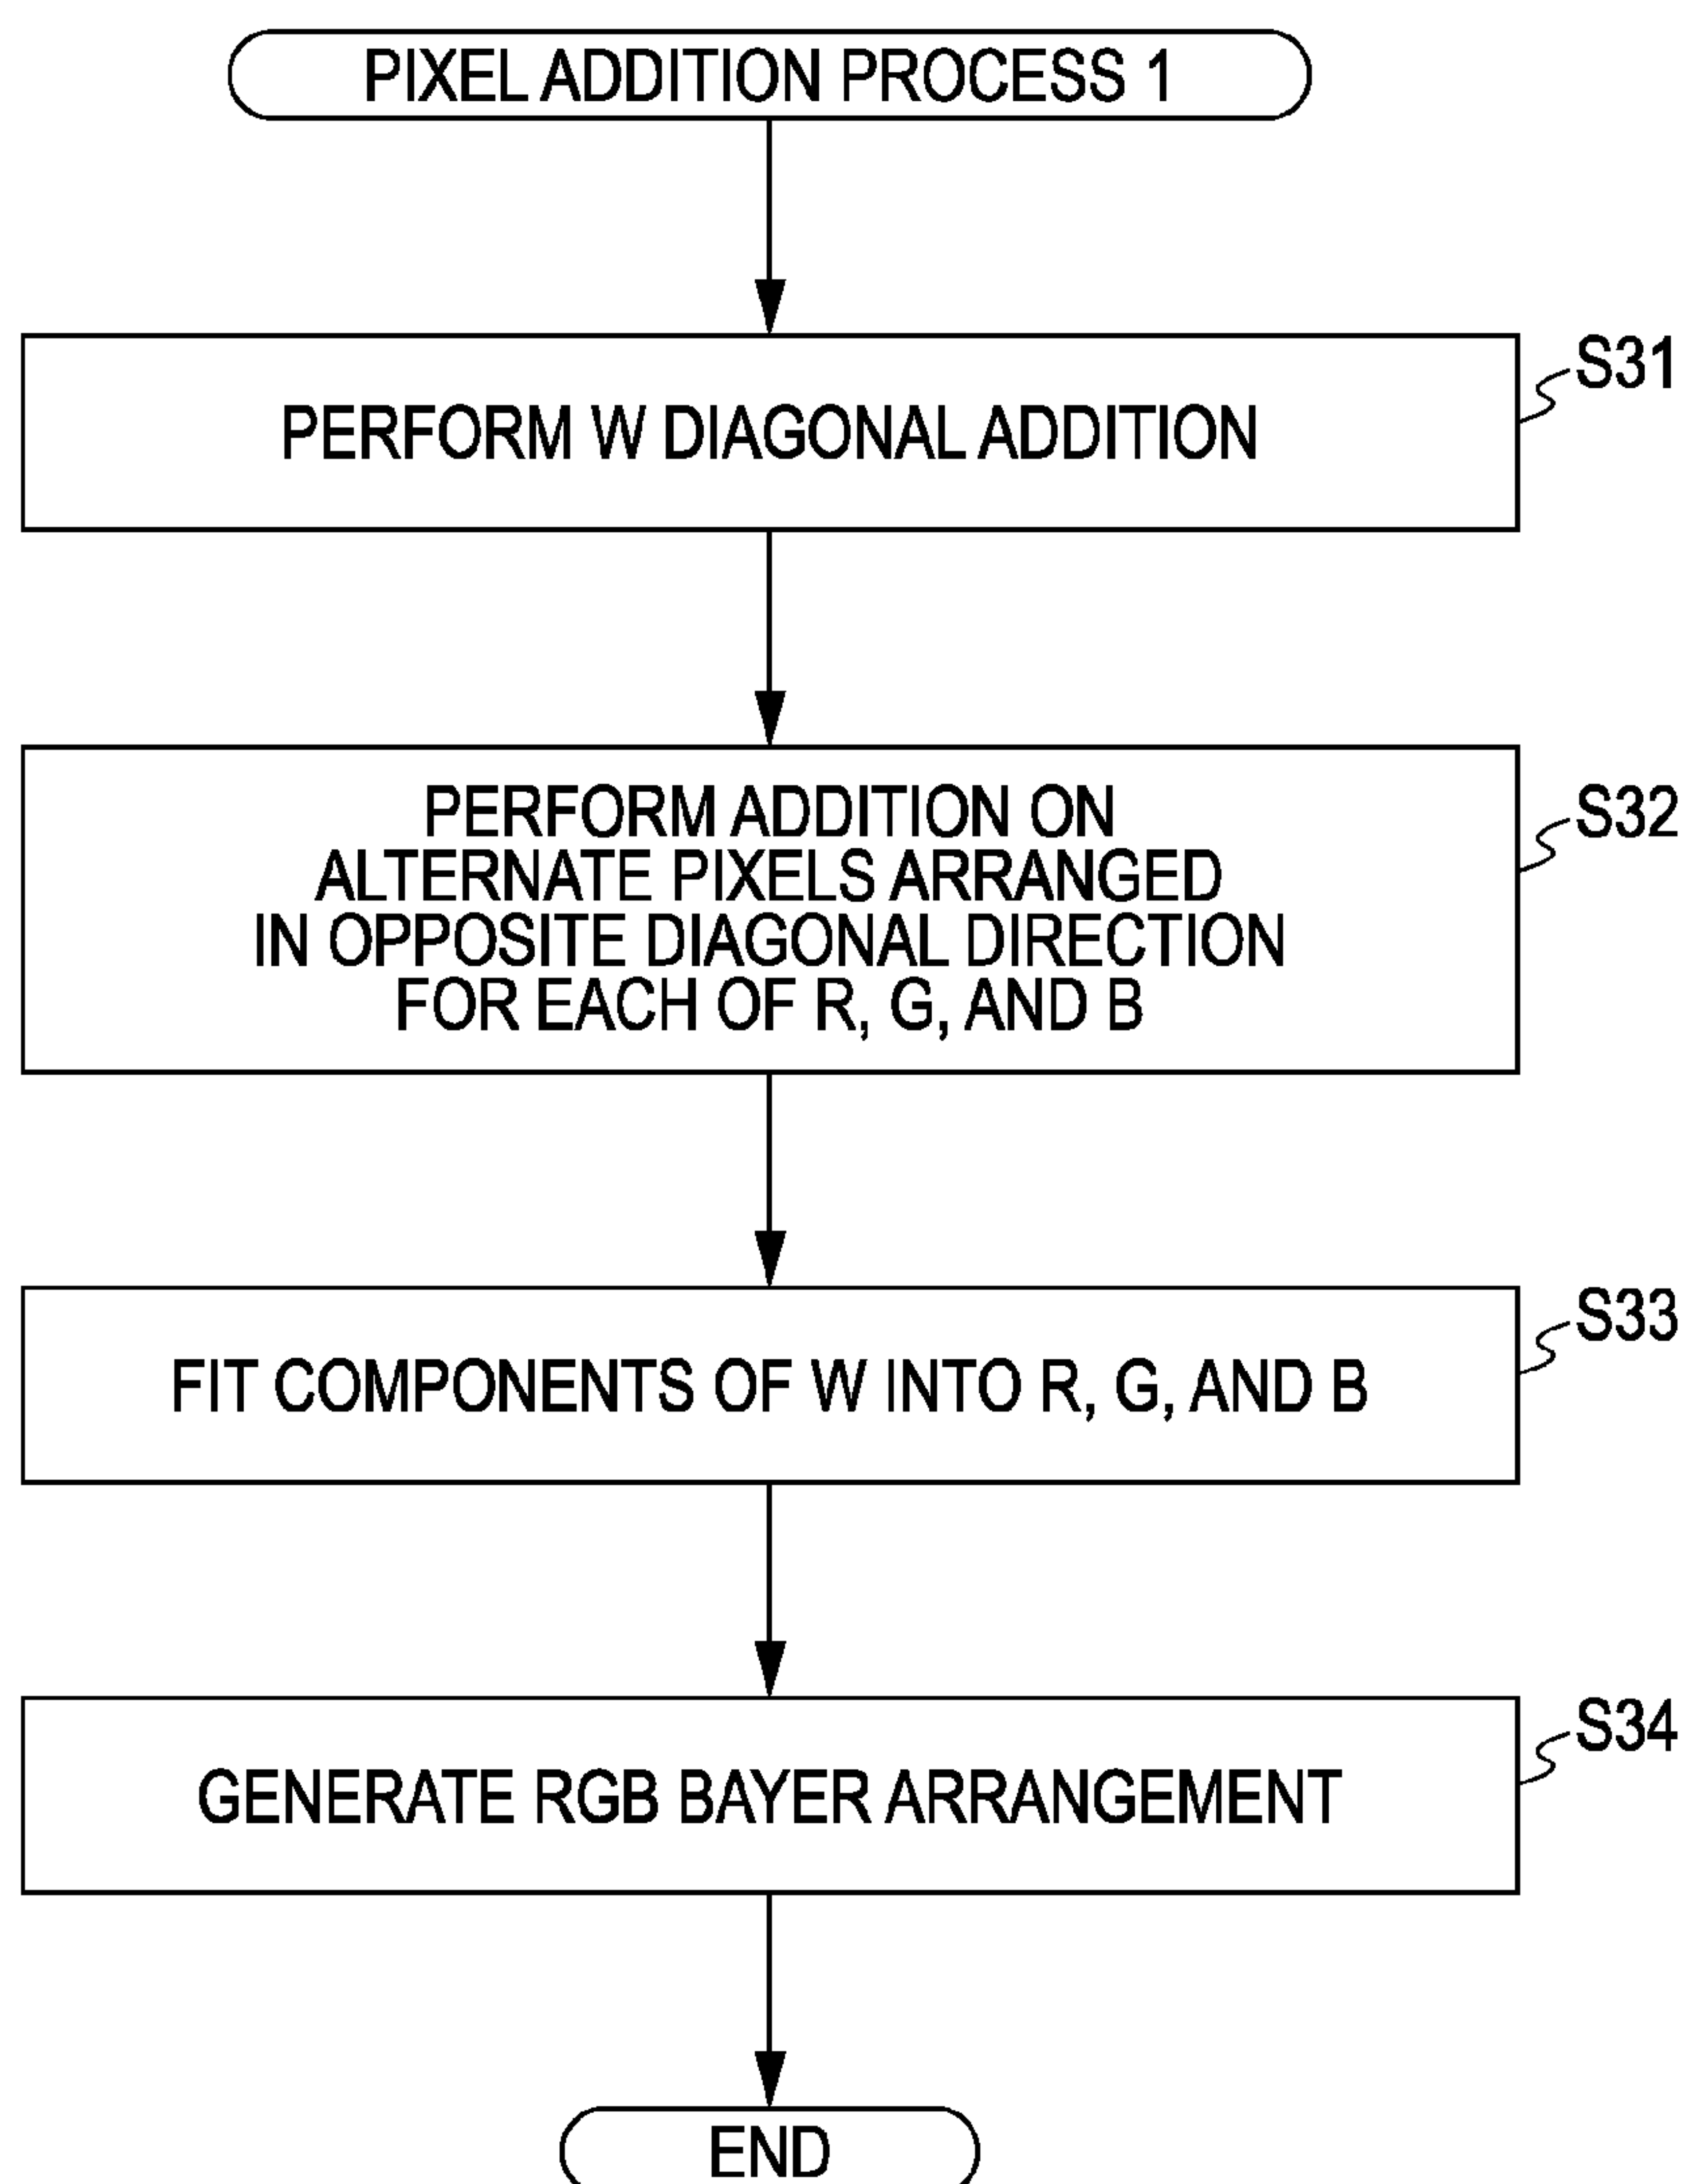 PIXEL ADDITION PROCESS 1
S31
PERFORM W DIAGONAL ADDITION
S32
PERFORM ADDITION ON
ALTERNATE PIXELS ARRANGED
IN OPPOSITE DIAGONAL DIRECTION
FOR EACH OF R, G, AND B
S33
FIT COMPONENTS OF W INTO R, G, AND B
S34
GENERATE RGB BAYER ARRANGEMENT
END